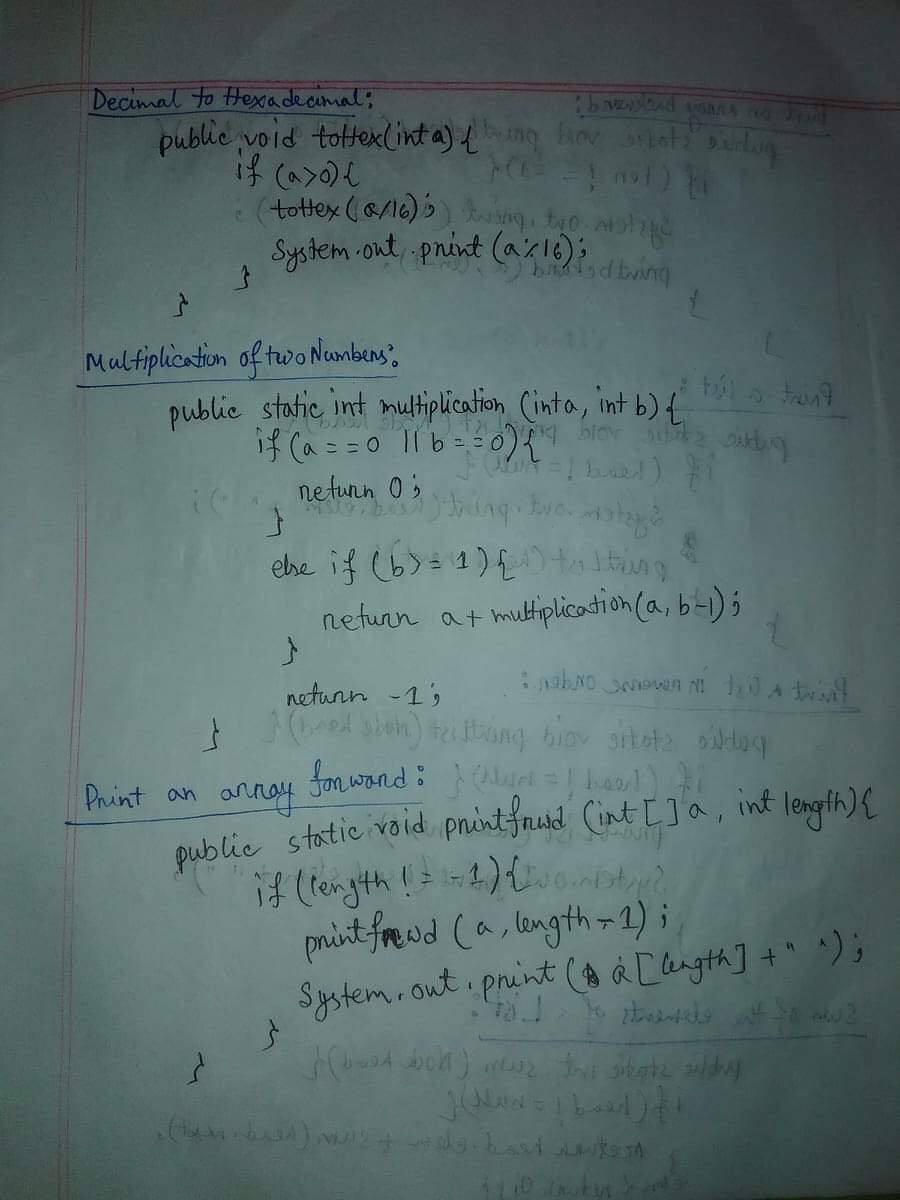 Decimal to Hexadecimal:
public void toHex(int a) {
if (a>0){
toHex(a/16);
System.out.print (a%16);
}
}
Multiplication of two Numbers:
public static int multiplication (int a, int b) {
if (a==0 || b==0){
return 0;
}
else if (b>=1){
return a+ multiplication(a, b-1);
}
return -1;
}
Print an array forward:
public static void printfrwd (int []a, int length){
if (length != -1){
printfrwd (a, length-1);
System.out.print (a[length] +" ");
}
}